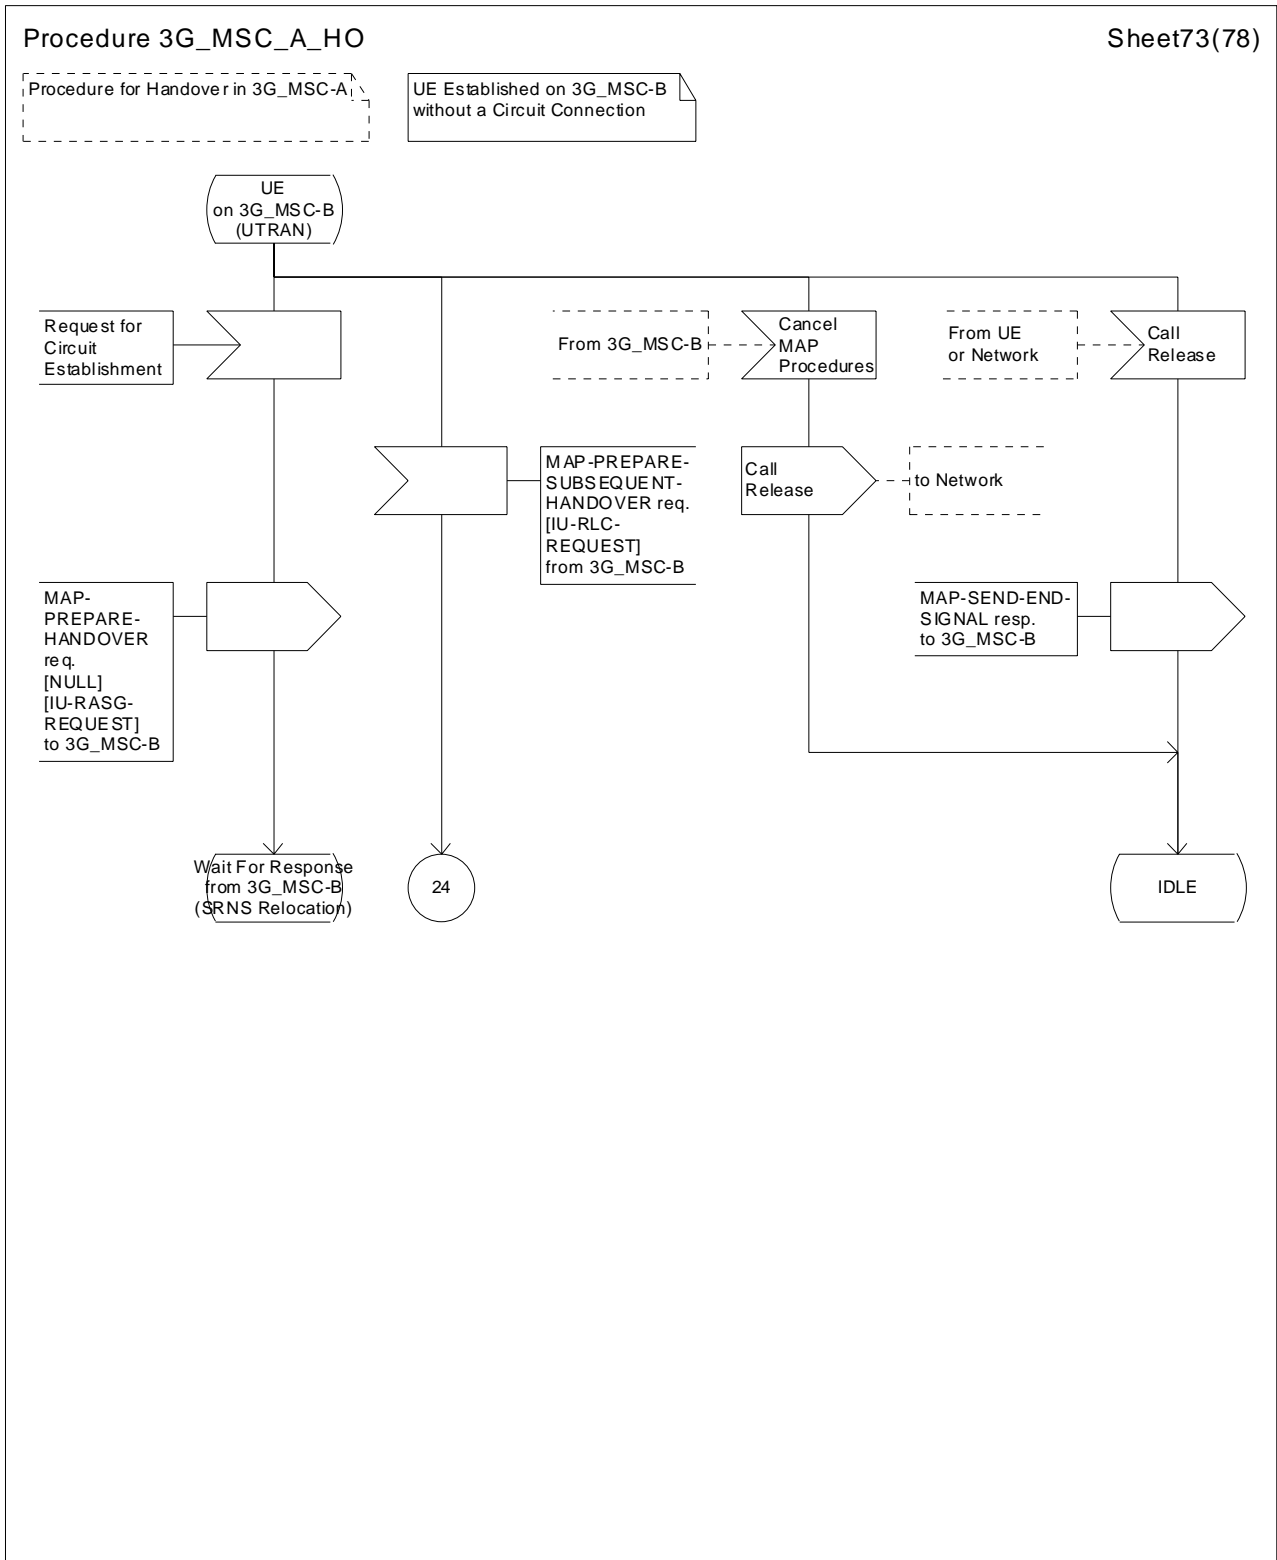 Procedure 3G_MSC_A_HO
Sheet73(78)
Procedure for Handover in 3G_MSC-A
UE Established on 3G_MSC-B
without a Circuit Connection
UE
on 3G_MSC-B
(UTRAN)
Request for
Circuit
Establishment
From 3G_MSC-B
Cancel
MAP
Procedures
From UE
or Network
Call
Release
MAP-PREPARE-
SUBSEQUENT-
HANDOVER req.
[IU-RLC-
REQUEST]
from 3G_MSC-B
Call
Release
to Network
MAP-
PREPARE-
HANDOVER
req.
[NULL]
[IU-RASG-
REQUEST]
to 3G_MSC-B
MAP-SEND-END-
SIGNAL resp.
to 3G_MSC-B
Wait For Response
from 3G_MSC-B
(SRNS Relocation)
24
IDLE